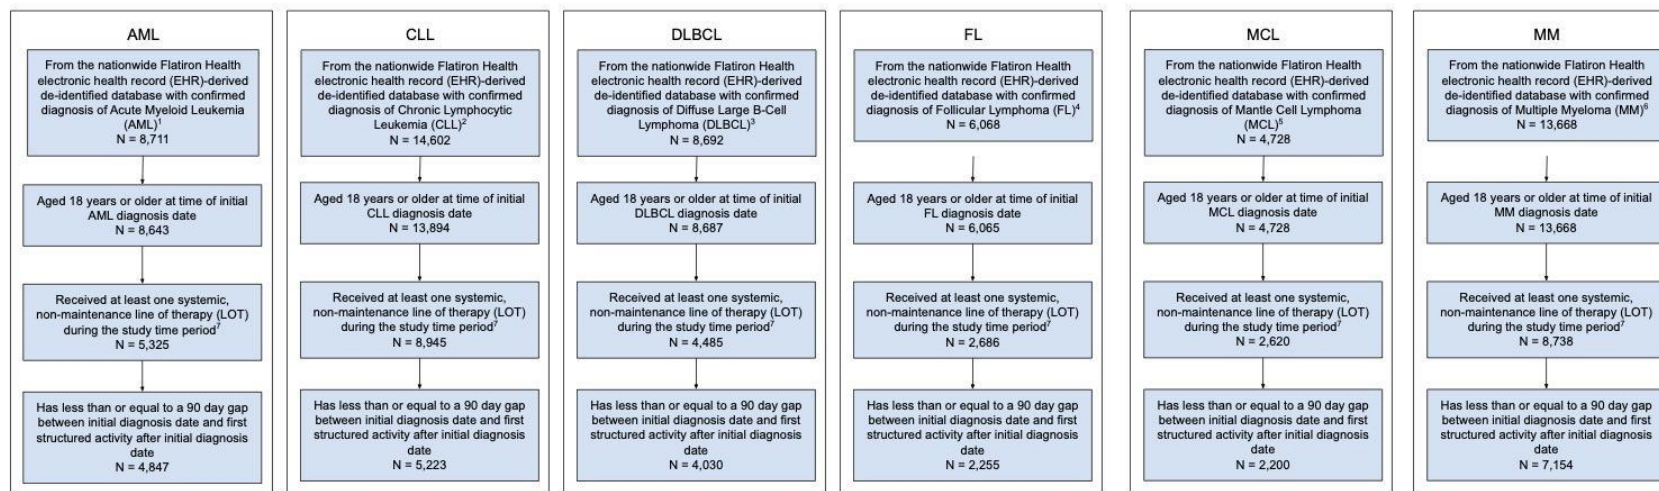 AML
From the nationwide Flatiron Health
electronic health record (EHR)-derived
de-identified database with confirmed
diagnosis of Acute Myeloid Leukemia
(AML)1
N = 8,711
Aged 18 years or older at time of initial
AML diagnosis date
N = 8,643
Received at least one systemic,
non-maintenance line of therapy (LOT)
during the study time period7
N = 5,325
Has less than or equal to a 90 day gap
between initial diagnosis date and first
structured activity after initial diagnosis
date
N = 4,847
CLL
From the nationwide Flatiron Health
electronic health record (EHR)-derived
de-identified database with confirmed
diagnosis of Chronic Lymphocytic
Leukemia (CLL)2
N = 14,602
Aged 18 years or older at time of initial
CLL diagnosis date
N = 13,894
Received at least one systemic,
non-maintenance line of therapy (LOT)
during the study time period7
N = 8,945
Has less than or equal to a 90 day gap
between initial diagnosis date and first
structured activity after initial diagnosis
date
N = 5,223
DLBCL
From the nationwide Flatiron Health
electronic health record (EHR)-derived
de-identified database with confirmed
diagnosis of Diffuse Large B-Cell
Lymphoma (DLBCL)3
N = 8,692
Aged 18 years or older at time of initial
DLBCL diagnosis date
N = 8,687
Received at least one systemic,
non-maintenance line of therapy (LOT)
during the study time period7
N = 4,485
Has less than or equal to a 90 day gap
between initial diagnosis date and first
structured activity after initial diagnosis
date
N = 4,030
FL
From the nationwide Flatiron Health
electronic health record (EHR)-derived
de-identified database with confirmed
diagnosis of Follicular Lymphoma (FL)4
N = 6,068
Aged 18 years or older at time of initial
FL diagnosis date
N = 6,065
Received at least one systemic,
non-maintenance line of therapy (LOT)
during the study time period7
N = 2,686
Has less than or equal to a 90 day gap
between initial diagnosis date and first
structured activity after initial diagnosis
date
N = 2,255
MCL
From the nationwide Flatiron Health
electronic health record (EHR)-derived
de-identified database with confirmed
diagnosis of Mantle Cell Lymphoma
(MCL)5
N = 4,728
Aged 18 years or older at time of initial
MCL diagnosis date
N = 4,728
Received at least one systemic,
non-maintenance line of therapy (LOT)
during the study time period7
N = 2,620
Has less than or equal to a 90 day gap
between initial diagnosis date and first
structured activity after initial diagnosis
date
N = 2,200
MM
From the nationwide Flatiron Health
electronic health record (EHR)-derived
de-identified database with confirmed
diagnosis of Multiple Myeloma (MM)6
N = 13,668
Aged 18 years or older at time of initial
MM diagnosis date
N = 13,668
Received at least one systemic,
non-maintenance line of therapy (LOT)
during the study time period7
N = 8,738
Has less than or equal to a 90 day gap
between initial diagnosis date and first
structured activity after initial diagnosis
date
N = 7,154